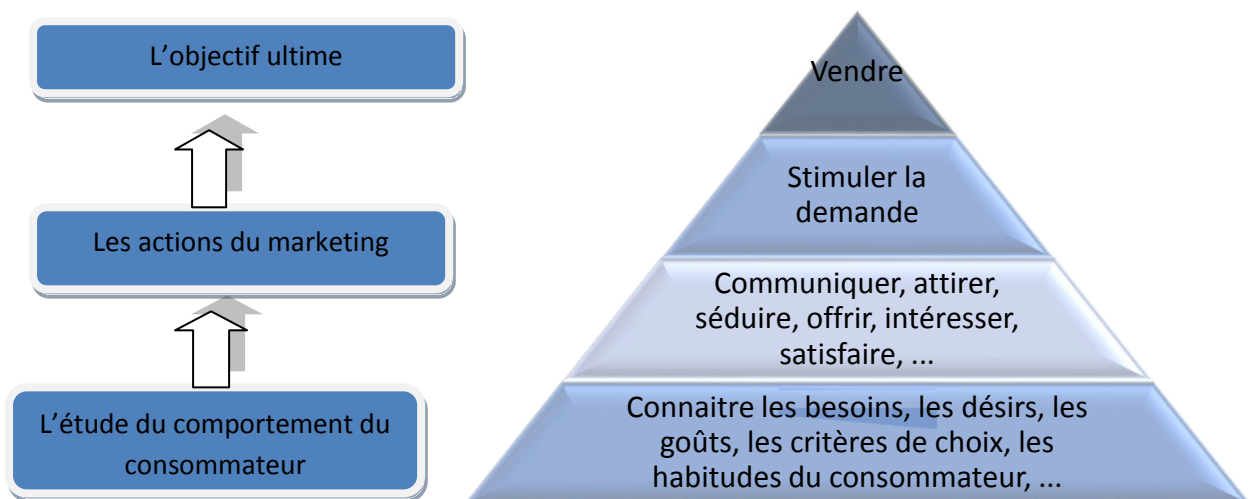 L'objectif ultime
Les actions du marketing
L'étude du comportement du
consommateur
Vendre
Stimuler la
demande
Communiquer, attirer,
séduire, offrir, intéresser,
satisfaire, ...
Connaitre les besoins, les désirs, les
goûts, les critères de choix, les
habitudes du consommateur, ...